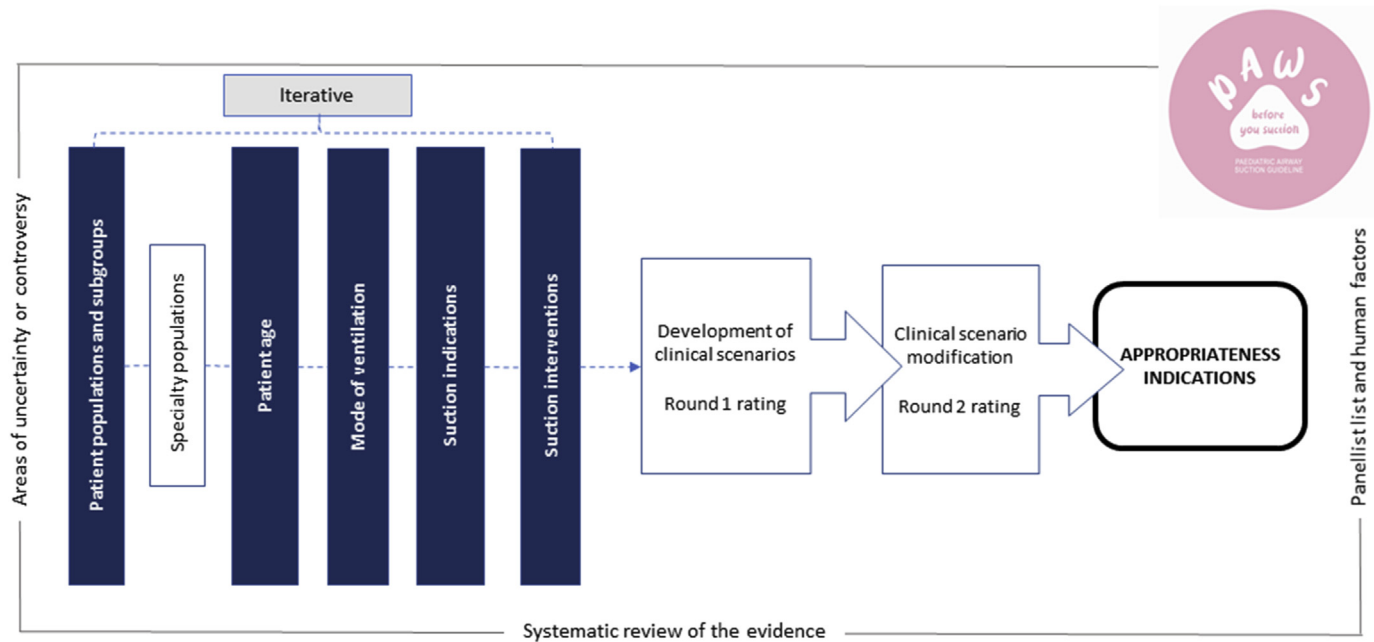 PAWS
before
you suction
PAEDIATRIC AIRWAY
SUCTION GUIDELINE
Iterative
Areas of uncertainty or controversy
Patient populations and subgroups
Specialty populations
Patient age
Mode of ventilation
Suction indications
Suction interventions
Development of
clinical scenarios
Round 1 rating
Clinical scenario
modification
Round 2 rating
APPROPRIATENESS
INDICATIONS
Panellist list and human factors
Systematic review of the evidence